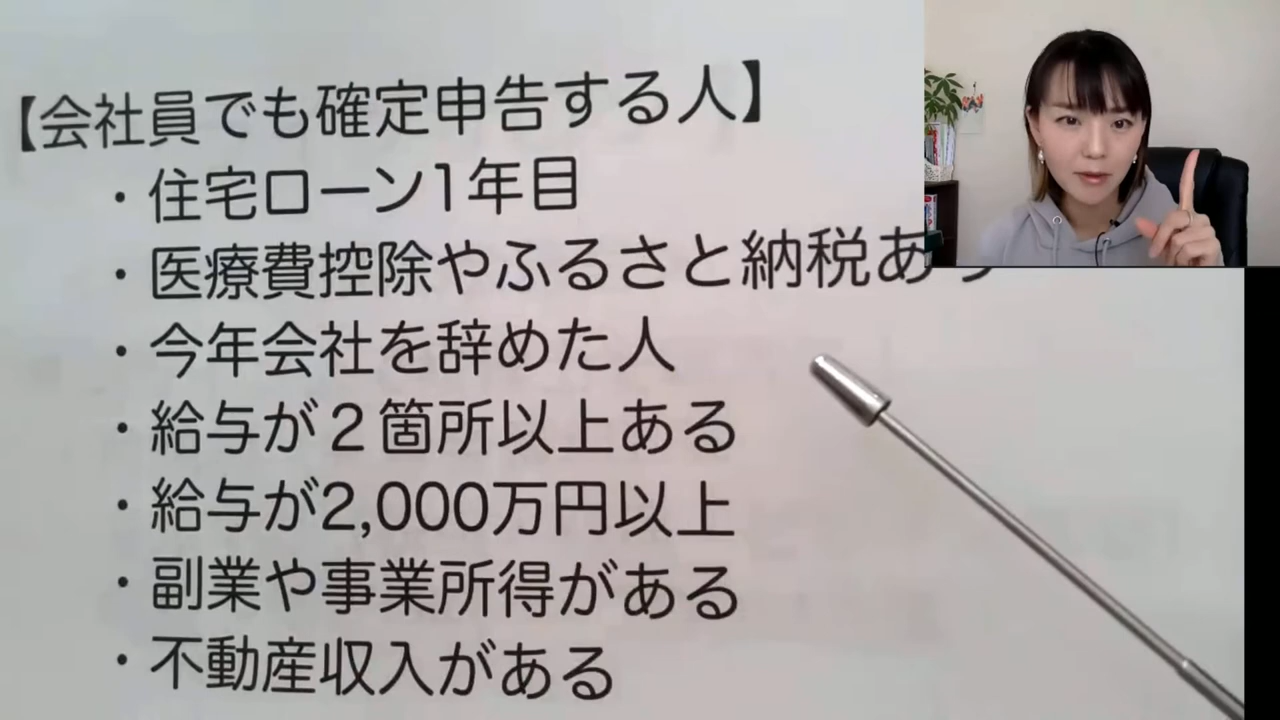 【会社員でも確定申告する人】
・住宅ローン1年目
・医療費控除やふるさと納税あり
・今年会社を辞めた人
・給与が２箇所以上ある
・給与が2,000万円以上
・副業や事業所得がある
・不動産収入がある